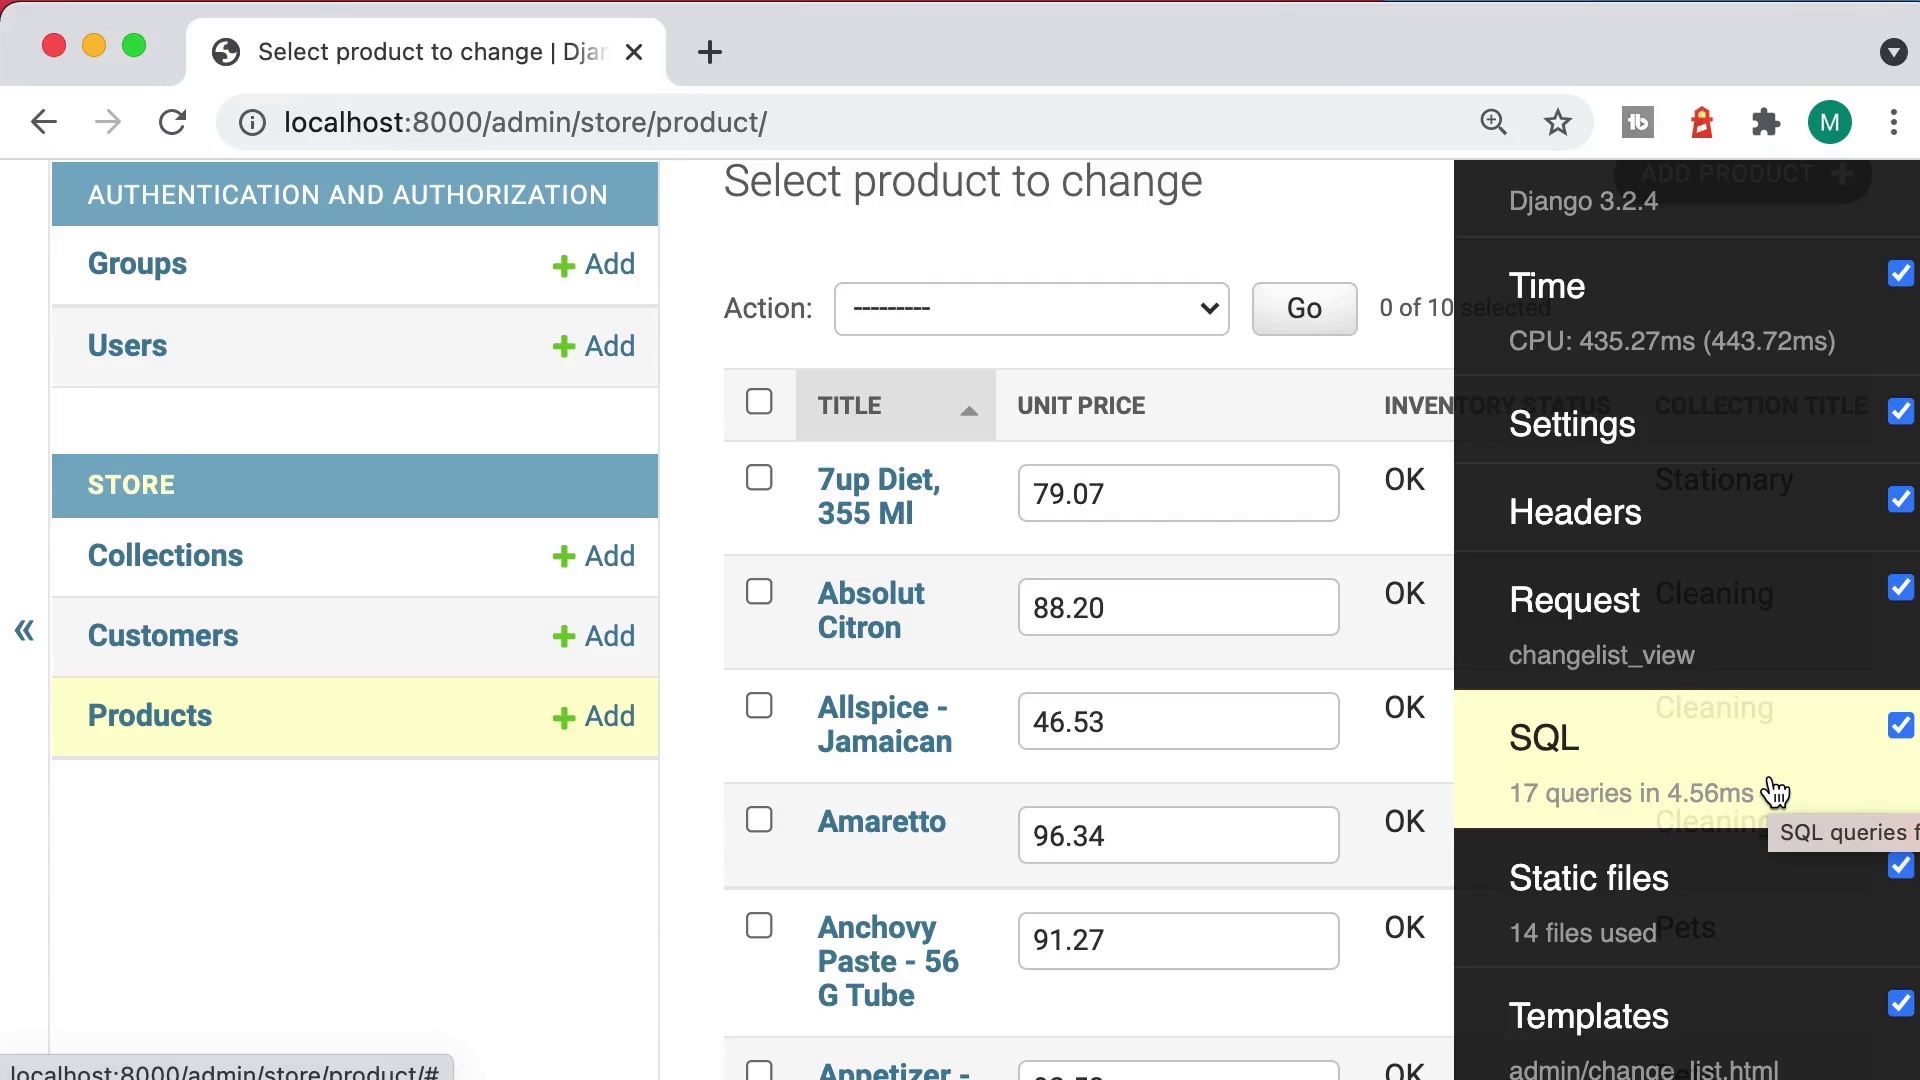 Select product to change | Djan
localhost:8000/admin/store/product/
M
AUTHENTICATION AND AUTHORIZATION
Groups
Add
Users
Add
STORE
Collections
Add
Customers
Add
Products
Add
«
Select product to change
ADD PRODUCT
Action:
---------
Go
0 of 10 selected
TITLE
UNIT PRICE
INVENTORY STATUS
COLLECTION TITLE
7up Diet,
355 Ml
79.07
OK
Stationary
Absolut
Citron
88.20
OK
Cleaning
Allspice -
Jamaican
46.53
OK
Cleaning
Amaretto
96.34
OK
Cleaning
Anchovy
Paste - 56
G Tube
91.27
OK
Pets
Appetizer -
OK
Django 3.2.4
Time
CPU: 435.27ms (443.72ms)
Settings
Headers
Request
changelist_view
SQL
17 queries in 4.56ms
SQL queries f
Static files
14 files used
Templates
admin/change_list.html
localhost:8000/admin/store/product/#